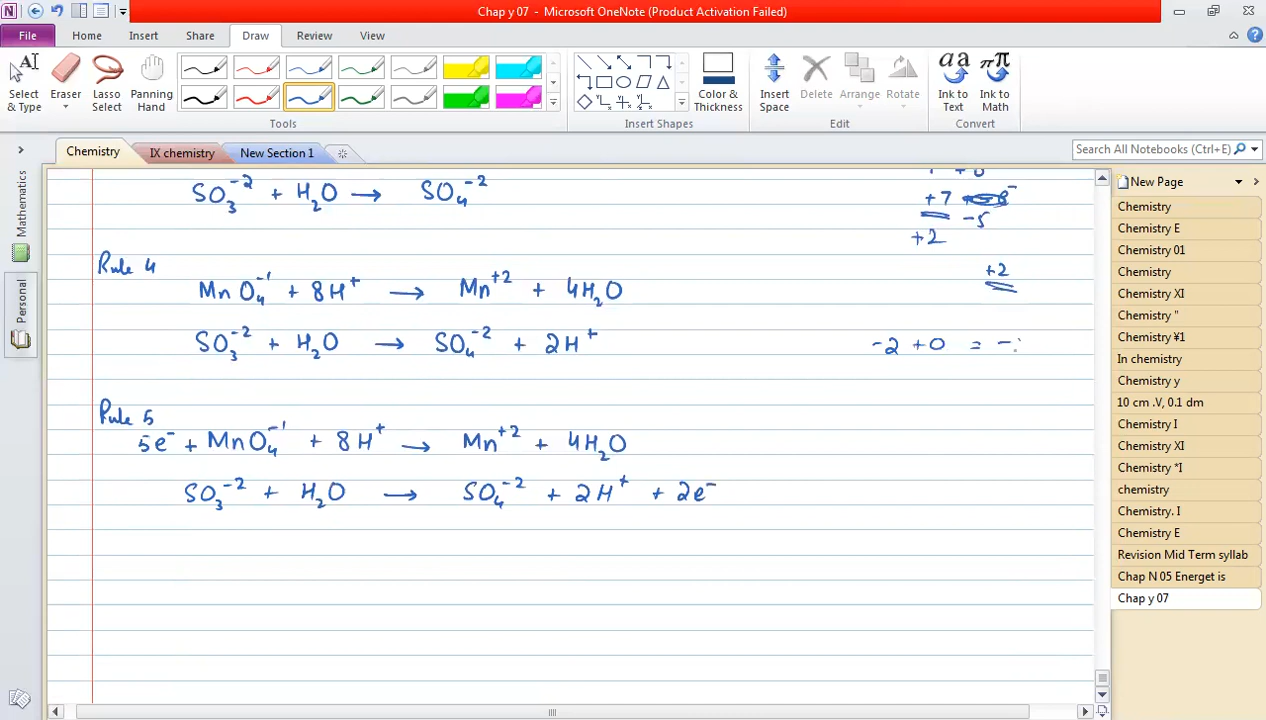 Chap y 07 - Microsoft OneNote (Product Activation Failed)
File Home Insert Share Draw Review View
Select & Type
Eraser
Lasso Select
Panning Hand
Color & Thickness
Insert Space
Delete
Arrange
Rotate
Ink to Text
Ink to Math
Tools
Insert Shapes
Edit
Convert
Chemistry
IX chemistry
New Section 1
Search All Notebooks (Ctrl+E)
Mathematics
Personal
SO₃⁻² + H₂O → SO₄⁻²
+7
-5
+2
Rule 4
+2
MnO₄⁻¹ + 8H⁺ → Mn⁺² + 4H₂O
SO₃⁻² + H₂O → SO₄⁻² + 2H⁺
-2 +0 = -
Rule 5
5e⁻ + MnO₄⁻¹ + 8H⁺ → Mn⁺² + 4H₂O
SO₃⁻² + H₂O → SO₄⁻² + 2H⁺ + 2e⁻
New Page
Chemistry
Chemistry E
Chemistry 01
Chemistry
Chemistry XI
Chemistry "
Chemistry ¥1
In chemistry
Chemistry y
10 cm .V, 0.1 dm
Chemistry I
Chemistry XI
Chemistry *I
chemistry
Chemistry. I
Chemistry E
Revision Mid Term syllab
Chap N 05 Energet is
Chap y 07